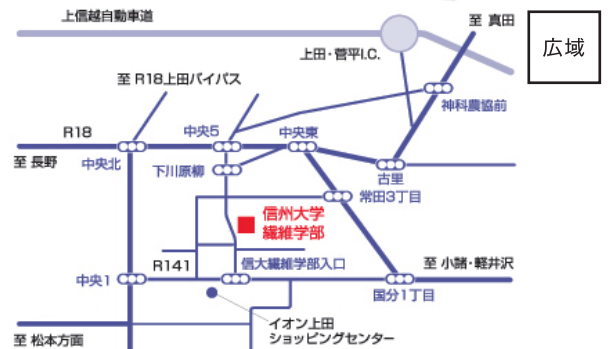 上信越自動車道
至 真田
広域
上田・菅平I.C.
至 R18上田バイパス
神科農協前
R18
中央5
中央東
至 長野
中央北
下川原柳
古里
常田3丁目
信州大学
繊維学部
R141
信大繊維学部入口
至 小諸・軽井沢
中央1
国分1丁目
イオン上田
ショッピングセンター
至 松本方面